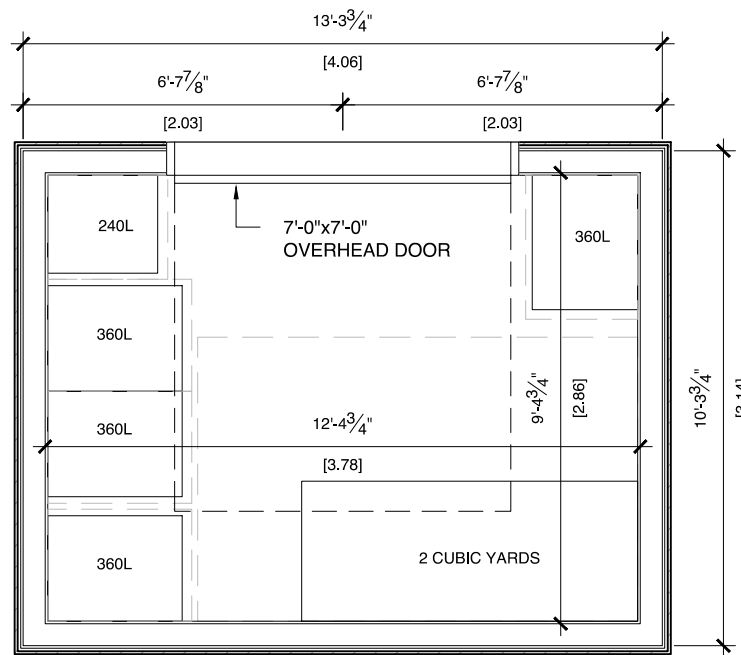 13'-3¾"
[4.06]
6'-7⅞"
6'-7⅞"
[2.03]
[2.03]
240L
7'-0"x7'-0"
OVERHEAD DOOR
360L
360L
9'-4¾"
[2.86]
10'-3¾"
360L
12'-4¾"
[3.78]
360L
2 CUBIC YARDS